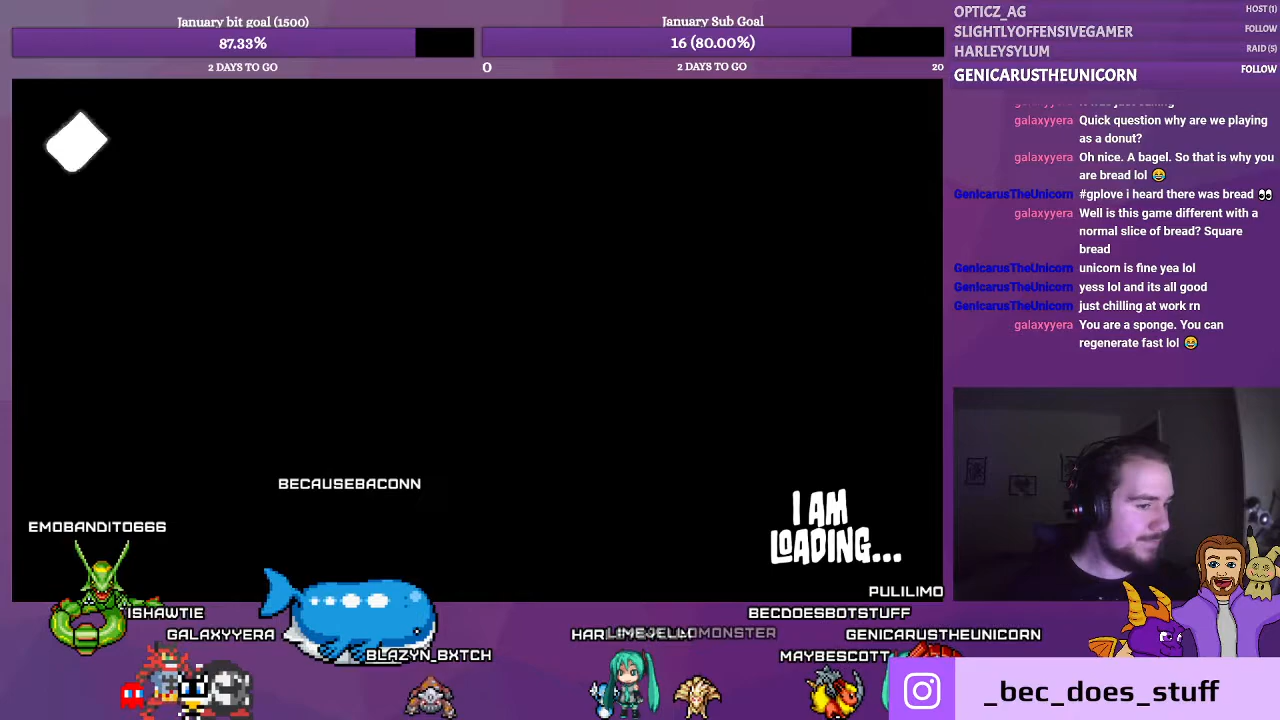 January bit goal (1500)
87.33%
2 DAYS TO GO
January Sub Goal
16 (80.00%)
0
2 DAYS TO GO
20
OPTICZ_AG HOST (1)
SLIGHTLYOFFENSIVEGAMER FOLLOW
HARLEYSYLUM RAID (5)
GENICARUSTHEUNICORN FOLLOW
galaxyyera Quick question why are we playing
as a donut?
galaxyyera Oh nice. A bagel. So that is why you
are bread lol 😂
GenIcarusTheUnicorn #gplove i heard there was bread 👀
galaxyyera Well is this game different with a
normal slice of bread? Square
bread
GenIcarusTheUnicorn unicorn is fine yea lol
GenIcarusTheUnicorn yess lol and its all good
GenIcarusTheUnicorn just chilling at work rn
galaxyyera You are a sponge. You can
regenerate fast lol 😂
BECAUSEBACONN
I AM
LOADING...
EMOBANDITO666
PULILIMO
ISHAWTIE
BECDOESBOTSTUFF
GALAXYYERA
LIMEJELLOMONSTER
GENICARUSTHEUNICORN
BLAZYN_BXTCH
MAYBESCOTT
_bec_does_stuff